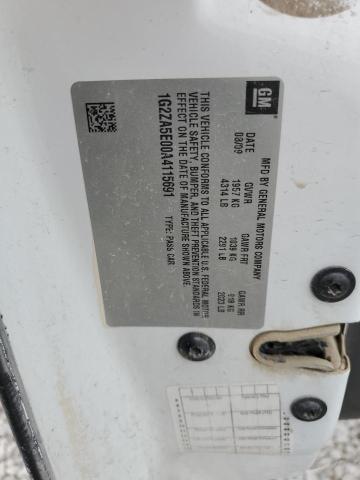 GM
MFD BY GENERAL MOTORS COMPANY
DATE GVWR GAWR FRT GAWR RR
08/09 1957 KG 1039 KG 918 KG
4314 LB 2291 LB 2023 LB
THIS VEHICLE CONFORMS TO ALL APPLICABLE U.S. FEDERAL MOTOR
VEHICLE SAFETY, BUMPER, AND THEFT PREVENTION STANDARDS IN
EFFECT ON THE DATE OF MANUFACTURE SHOWN ABOVE.
1G2ZA5E00A4115691 TYPE: PASS CAR